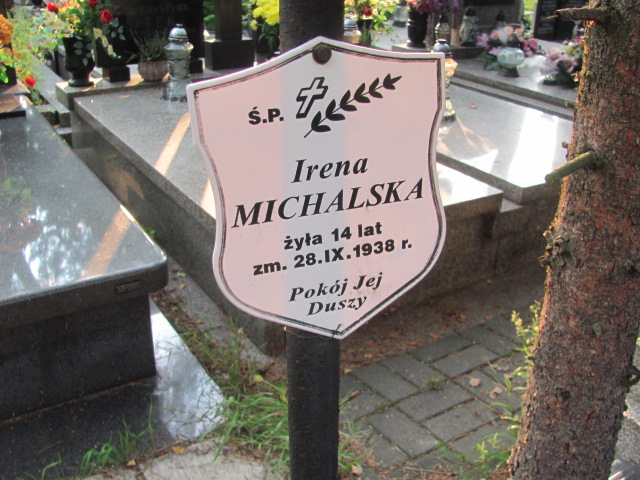 Ś.P.
Irena
MICHALSKA
żyła 14 lat
zm. 28.IX.1938 r.
Pokój Jej
Duszy